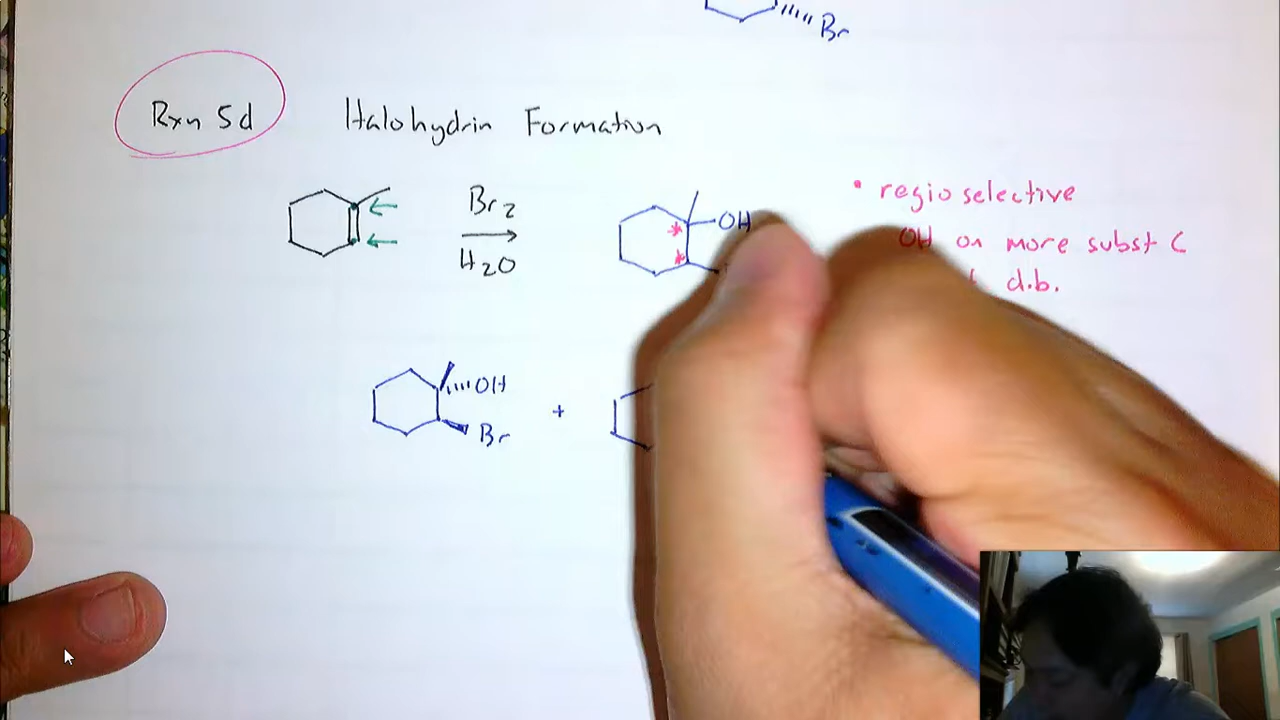 Br
Rxn 5d Halohydrin Formation
Br2
H2O
OH
• regioselective
OH on more subst C
d.b.
OH
+
Br